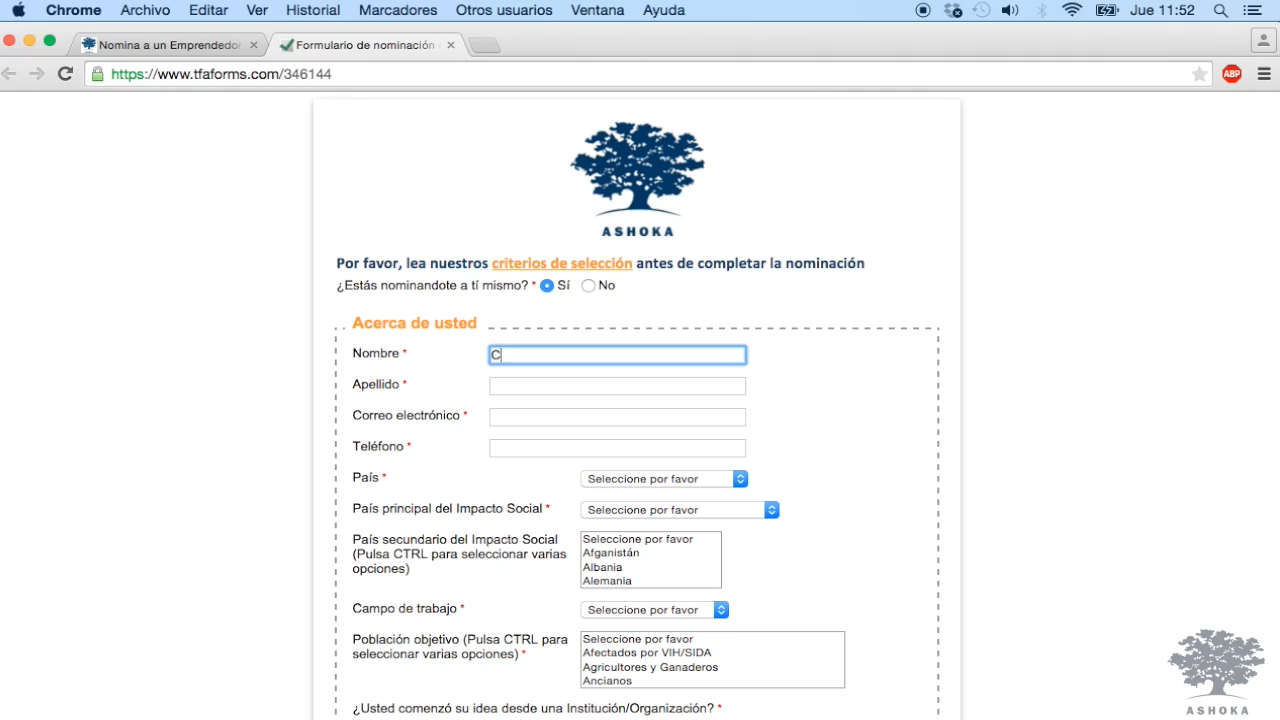 Chrome Archivo Editar Ver Historial Marcadores Otros usuarios Ventana Ayuda Jue 11:52
Nomina a un Emprendedor Formulario de nominación
https://www.tfaforms.com/346144 ABP
ASHOKA
Por favor, lea nuestros criterios de selección antes de completar la nominación
¿Estás nominandote a tí mismo? * Sí No
Acerca de usted
Nombre * C
Apellido *
Correo electrónico *
Teléfono *
País * Seleccione por favor
País principal del Impacto Social * Seleccione por favor
País secundario del Impacto Social
(Pulsa CTRL para seleccionar varias
opciones)
Seleccione por favor
Afganistán
Albania
Alemania
Campo de trabajo * Seleccione por favor
Población objetivo (Pulsa CTRL para
seleccionar varias opciones) *
Seleccione por favor
Afectados por VIH/SIDA
Agricultores y Ganaderos
Ancianos
¿Usted comenzó su idea desde una Institución/Organización? *
ASHOKA